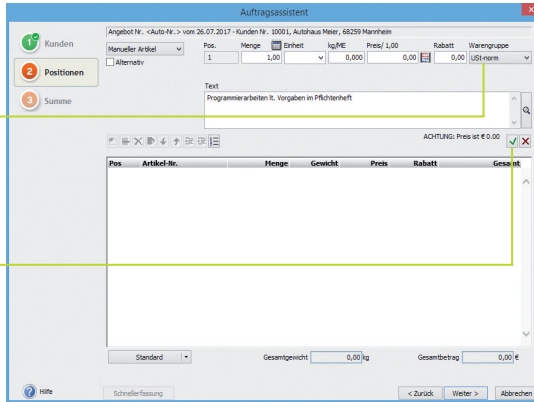 Auftragsassistent
Angebot Nr. <Auto-Nr.> vom 26.07.2017 - Kunden Nr. 10001, Autohaus Meier, 68259 Mannheim
1 Kunden
2 Positionen
3 Summe
Manueller Artikel
Alternativ
Pos. Menge Einheit kg/ME Preis/ 1,00 Rabatt Warengruppe
1 1,00 0,000 0,00 0,00 USt-norm
Text
Programmierarbeiten lt. Vorgaben im Pflichtenheft
ACHTUNG: Preis ist € 0.00
Pos Artikel-Nr. Menge Gewicht Preis Rabatt Gesamt
Standard Gesamtgewicht 0,00 kg Gesamtbetrag 0,00 €
Hilfe Schnellerfassung < Zurück Weiter > Abbrechen